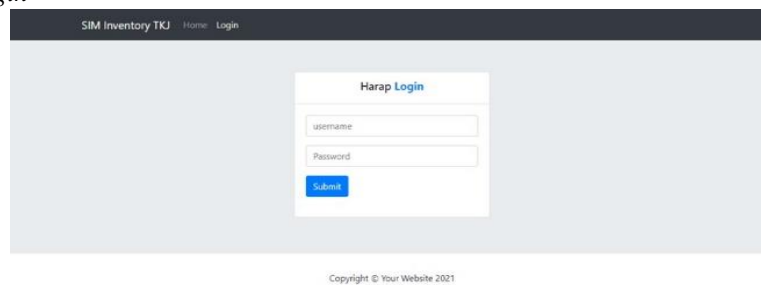 SIM Inventory TKJ Home Login
Harap Login
username
Password
Submit
Copyright © Your Website 2021